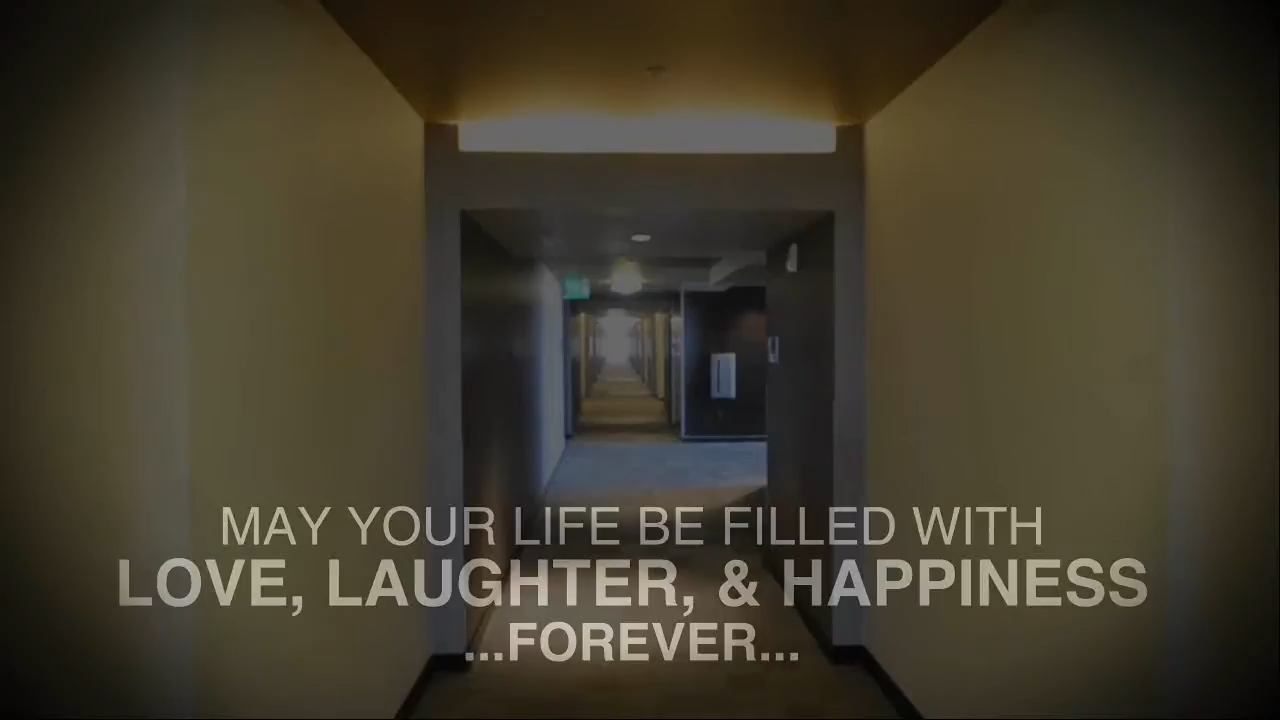 MAY YOUR LIFE BE FILLED WITH
LOVE, LAUGHTER, & HAPPINESS
...FOREVER...